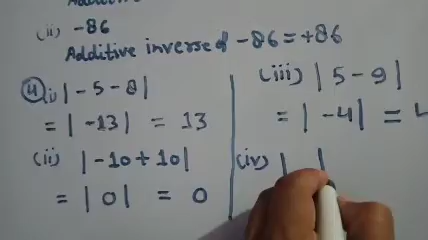 (ii) -86
Additive inverse of -86 = +86
4 (i) | -5 -8 |
= | -13 | = 13
(ii) | -10 + 10 |
= | 0 | = 0
(iii) | 5 - 9 |
= | -4 | = 4
(iv) | |